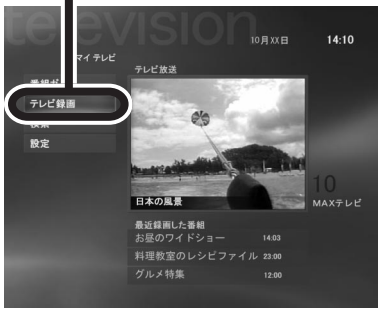 television
10月XX日 14:10
マイ テレビ
テレビ放送
テレビ録画
検索
設定
日本の風景
10
MAXテレビ
最近録画した番組
お昼のワイドショー 14:03
料理教室のレシピファイル 23:00
グルメ特集 12:00